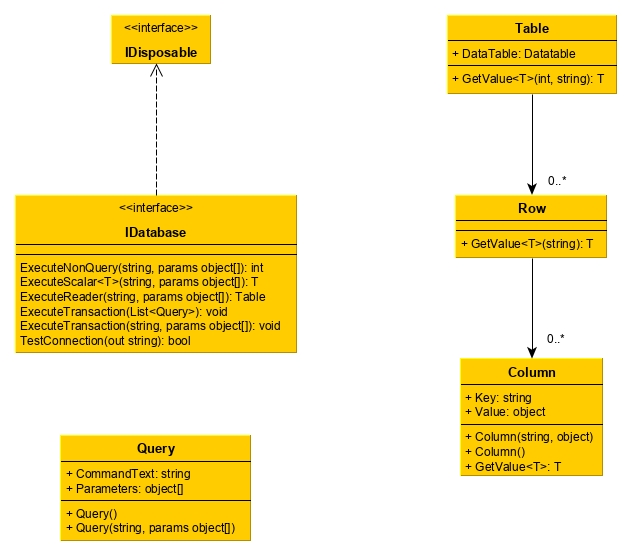 <<interface>>
IDisposable
<<interface>>
IDatabase
ExecuteNonQuery(string, params object[]): int
ExecuteScalar<T>(string, params object[]): T
ExecuteReader(string, params object[]): Table
ExecuteTransaction(List<Query>): void
ExecuteTransaction(string, params object[]): void
TestConnection(out string): bool
Query
+ CommandText: string
+ Parameters: object[]
+ Query()
+ Query(string, params object[])
Table
+ DataTable: Datatable
+ GetValue<T>(int, string): T
0..*
Row
+ GetValue<T>(string): T
0..*
Column
+ Key: string
+ Value: object
+ Column(string, object)
+ Column()
+ GetValue<T>: T